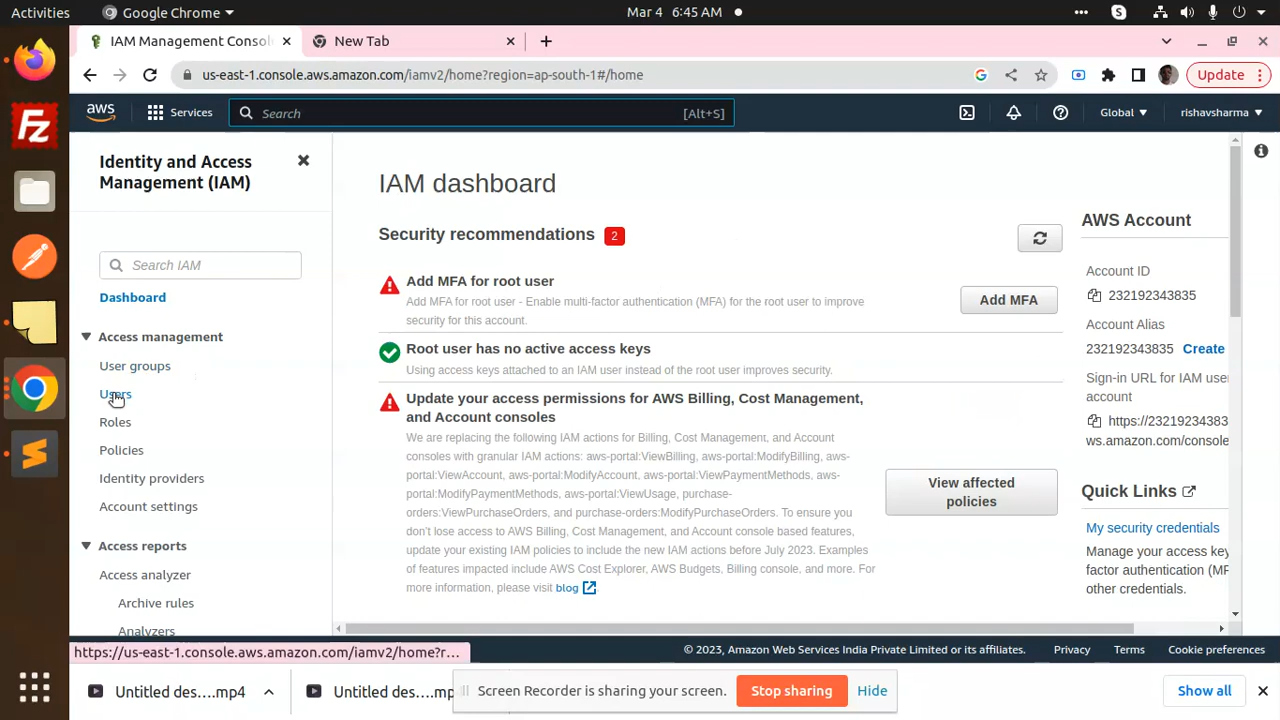 Activities
Google Chrome
Mar 4 6:45 AM
IAM Management Consol
New Tab
us-east-1.console.aws.amazon.com/iamv2/home?region=ap-south-1#/home
Update
aws
Services
Search
[Alt+S]
Global
rishavsharma
Identity and Access
Management (IAM)
Search IAM
Dashboard
Access management
User groups
Users
Roles
Policies
Identity providers
Account settings
Access reports
Access analyzer
Archive rules
Analyzers
IAM dashboard
Security recommendations 2
Add MFA for root user
Add MFA for root user - Enable multi-factor authentication (MFA) for the root user to improve
security for this account.
Add MFA
Root user has no active access keys
Using access keys attached to an IAM user instead of the root user improves security.
Update your access permissions for AWS Billing, Cost Management,
and Account consoles
We are replacing the following IAM actions for Billing, Cost Management, and Account
consoles with granular IAM actions: aws-portal:ViewBilling, aws-portal:ModifyBilling, aws-
portal:ViewAccount, aws-portal:ModifyAccount, aws-portal:ViewPaymentMethods, aws-
portal:ModifyPaymentMethods, aws-portal:ViewUsage, purchase-
orders:ViewPurchaseOrders, and purchase-orders:ModifyPurchaseOrders. To ensure you
don't lose access to AWS Billing, Cost Management, and Account console based features,
update your existing IAM policies to include the new IAM actions before July 2023. Examples
of features impacted include AWS Cost Explorer, AWS Budgets, Billing console, and more. For
more information, please visit blog
View affected
policies
AWS Account
Account ID
232192343835
Account Alias
232192343835 Create
Sign-in URL for IAM user
account
https://23219234383
ws.amazon.com/console
Quick Links
My security credentials
Manage your access key
factor authentication (MF
other credentials.
https://us-east-1.console.aws.amazon.com/iamv2/home?r...
© 2023, Amazon Web Services India Private Limited or its affiliates.
Privacy
Terms
Cookie preferences
Untitled des....mp4
Untitled des....mp
Screen Recorder is sharing your screen.
Stop sharing
Hide
Show all